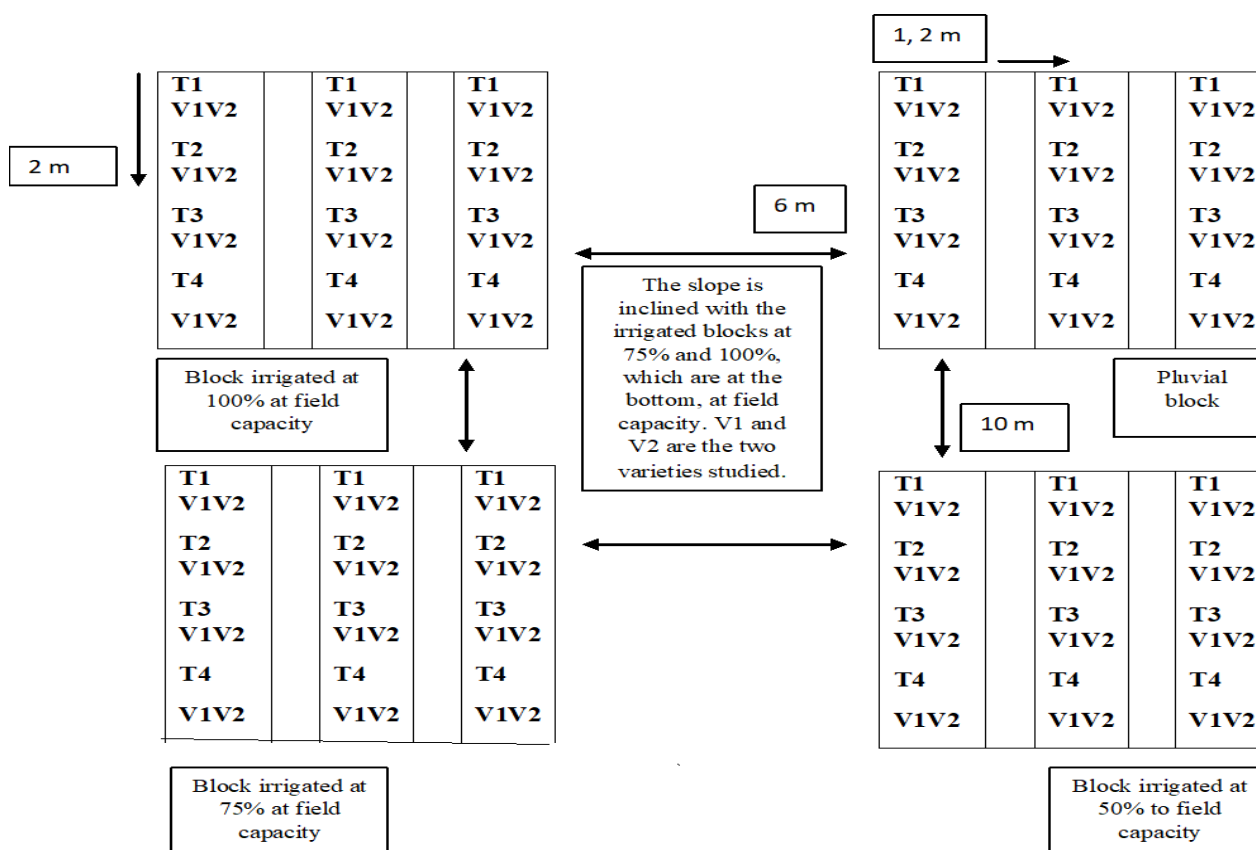 1, 2 m
T1 T1 T1 T1 T1 T1
V1V2 V1V2 V1V2 V1V2 V1V2 V1V2
T2 T2 T2 T2 T2 T2
2 m
V1V2 V1V2 V1V2 V1V2 V1V2 V1V2
6 m
T3 T3 T3 T3 T3 T3
V1V2 V1V2 V1V2 V1V2 V1V2 V1V2
T4 T4 T4 T4 T4 T4
V1V2 V1V2 V1V2 V1V2 V1V2 V1V2
The slope is
inclined with the
irrigated blocks at
75% and 100%,
which are at the
bottom, at field
capacity. V1 and
V2 are the two
varieties studied.
Block irrigated at
100% at field
capacity
Pluvial
block
10 m
T1 T1 T1 T1 T1 T1
V1V2 V1V2 V1V2 V1V2 V1V2 V1V2
T2 T2 T2 T2 T2 T2
V1V2 V1V2 V1V2 V1V2 V1V2 V1V2
T3 T3 T3 T3 T3 T3
V1V2 V1V2 V1V2 V1V2 V1V2 V1V2
T4 T4 T4 T4 T4 T4
V1V2 V1V2 V1V2 V1V2 V1V2 V1V2
Block irrigated at
75% at field
capacity
Block irrigated at
50% to field
capacity